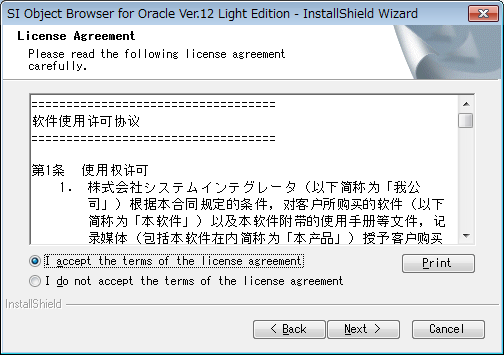 SI Object Browser for Oracle Ver.12 Light Edition - InstallShield Wizard
License Agreement
Please read the following license agreement
carefully.
===================================
软件使用许可协议
===================================
第1条 使用权许可
1. 株式会社システムインテグレータ（以下简称为「我公
司」）根据本合同规定的条件，对客户所购买的软件（以下
简称为「本软件」）以及本软件附带的使用手册等文件，记
录媒体（包括本软件在内简称为「本产品」）授予客户购买
I accept the terms of the license agreement
Print
I do not accept the terms of the license agreement
InstallShield
< Back
Next >
Cancel